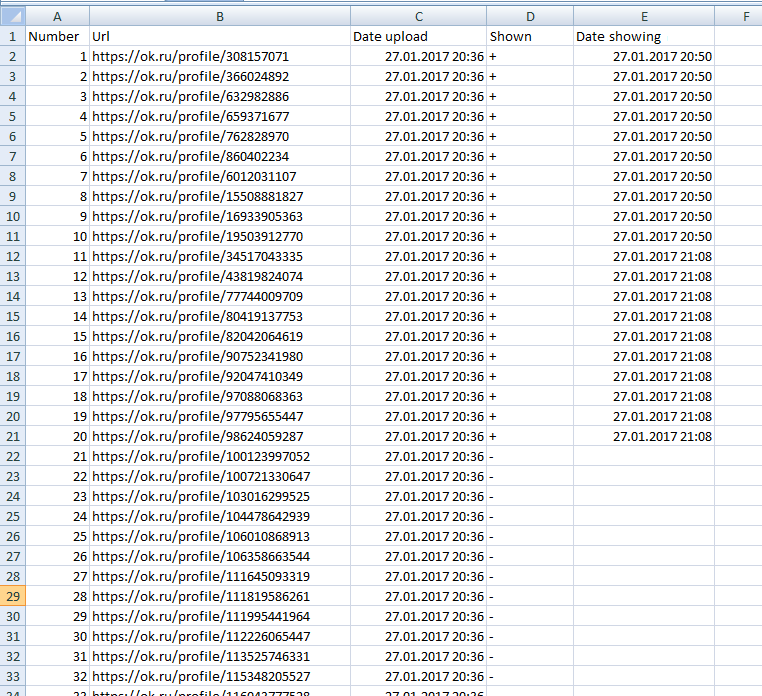 A B C D E F
1 Number Url Date upload Shown Date showing
2 1 https://ok.ru/profile/308157071 27.01.2017 20:36 + 27.01.2017 20:50
3 2 https://ok.ru/profile/366024892 27.01.2017 20:36 + 27.01.2017 20:50
4 3 https://ok.ru/profile/632982886 27.01.2017 20:36 + 27.01.2017 20:50
5 4 https://ok.ru/profile/659371677 27.01.2017 20:36 + 27.01.2017 20:50
6 5 https://ok.ru/profile/762828970 27.01.2017 20:36 + 27.01.2017 20:50
7 6 https://ok.ru/profile/860402234 27.01.2017 20:36 + 27.01.2017 20:50
8 7 https://ok.ru/profile/6012031107 27.01.2017 20:36 + 27.01.2017 20:50
9 8 https://ok.ru/profile/15508881827 27.01.2017 20:36 + 27.01.2017 20:50
10 9 https://ok.ru/profile/16933905363 27.01.2017 20:36 + 27.01.2017 20:50
11 10 https://ok.ru/profile/19503912770 27.01.2017 20:36 + 27.01.2017 20:50
12 11 https://ok.ru/profile/34517043335 27.01.2017 20:36 + 27.01.2017 21:08
13 12 https://ok.ru/profile/43819824074 27.01.2017 20:36 + 27.01.2017 21:08
14 13 https://ok.ru/profile/77744009709 27.01.2017 20:36 + 27.01.2017 21:08
15 14 https://ok.ru/profile/80419137753 27.01.2017 20:36 + 27.01.2017 21:08
16 15 https://ok.ru/profile/82042064619 27.01.2017 20:36 + 27.01.2017 21:08
17 16 https://ok.ru/profile/90752341980 27.01.2017 20:36 + 27.01.2017 21:08
18 17 https://ok.ru/profile/92047410349 27.01.2017 20:36 + 27.01.2017 21:08
19 18 https://ok.ru/profile/97088068363 27.01.2017 20:36 + 27.01.2017 21:08
20 19 https://ok.ru/profile/97795655447 27.01.2017 20:36 + 27.01.2017 21:08
21 20 https://ok.ru/profile/98624059287 27.01.2017 20:36 + 27.01.2017 21:08
22 21 https://ok.ru/profile/100123997052 27.01.2017 20:36 -
23 22 https://ok.ru/profile/100721330647 27.01.2017 20:36 -
24 23 https://ok.ru/profile/103016299525 27.01.2017 20:36 -
25 24 https://ok.ru/profile/104478642939 27.01.2017 20:36 -
26 25 https://ok.ru/profile/106010868913 27.01.2017 20:36 -
27 26 https://ok.ru/profile/106358663544 27.01.2017 20:36 -
28 27 https://ok.ru/profile/111645093319 27.01.2017 20:36 -
29 28 https://ok.ru/profile/111819586261 27.01.2017 20:36 -
30 29 https://ok.ru/profile/111995441964 27.01.2017 20:36 -
31 30 https://ok.ru/profile/112226065447 27.01.2017 20:36 -
32 31 https://ok.ru/profile/113525746331 27.01.2017 20:36 -
33 32 https://ok.ru/profile/115348205527 27.01.2017 20:36 -